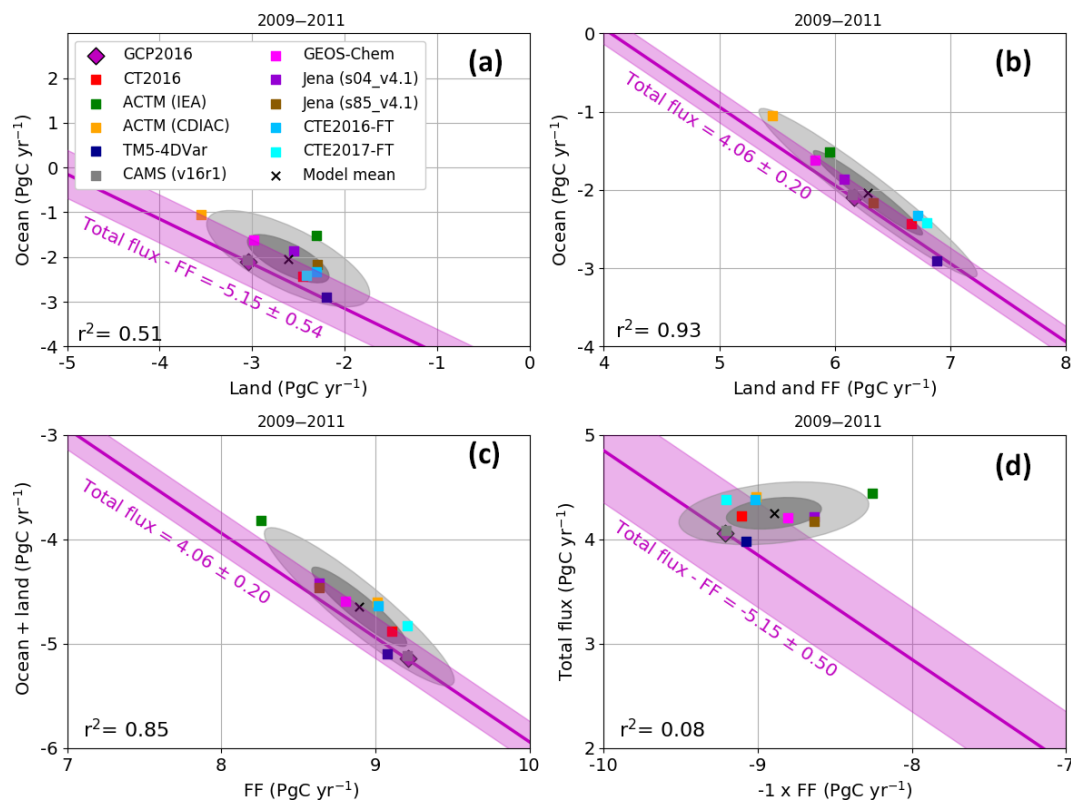 2009−2011
(a)
GCP2016
CT2016
ACTM (IEA)
ACTM (CDIAC)
TM5-4DVar
CAMS (v16r1)
GEOS-Chem
Jena (s04_v4.1)
Jena (s85_v4.1)
CTE2016-FT
CTE2017-FT
Model mean
Total flux - FF = -5.15 ± 0.54
r²= 0.51
2
1
0
-1
-2
-3
-4
Ocean (PgC yr⁻¹)
-5 -4 -3 -2 -1 0
Land (PgC yr⁻¹)
2009−2011
(b)
Total flux = 4.06 ± 0.20
r²= 0.93
0
-1
-2
-3
-4
Ocean (PgC yr⁻¹)
4 5 6 7 8
Land and FF (PgC yr⁻¹)
2009−2011
(c)
Total flux = 4.06 ± 0.20
r²= 0.85
-3
-4
-5
-6
Ocean + land (PgC yr⁻¹)
7 8 9 10
FF (PgC yr⁻¹)
2009−2011
(d)
Total flux - FF = -5.15 ± 0.50
r²= 0.08
5
4
3
2
Total flux (PgC yr⁻¹)
-10 -9 -8 -7
-1 x FF (PgC yr⁻¹)